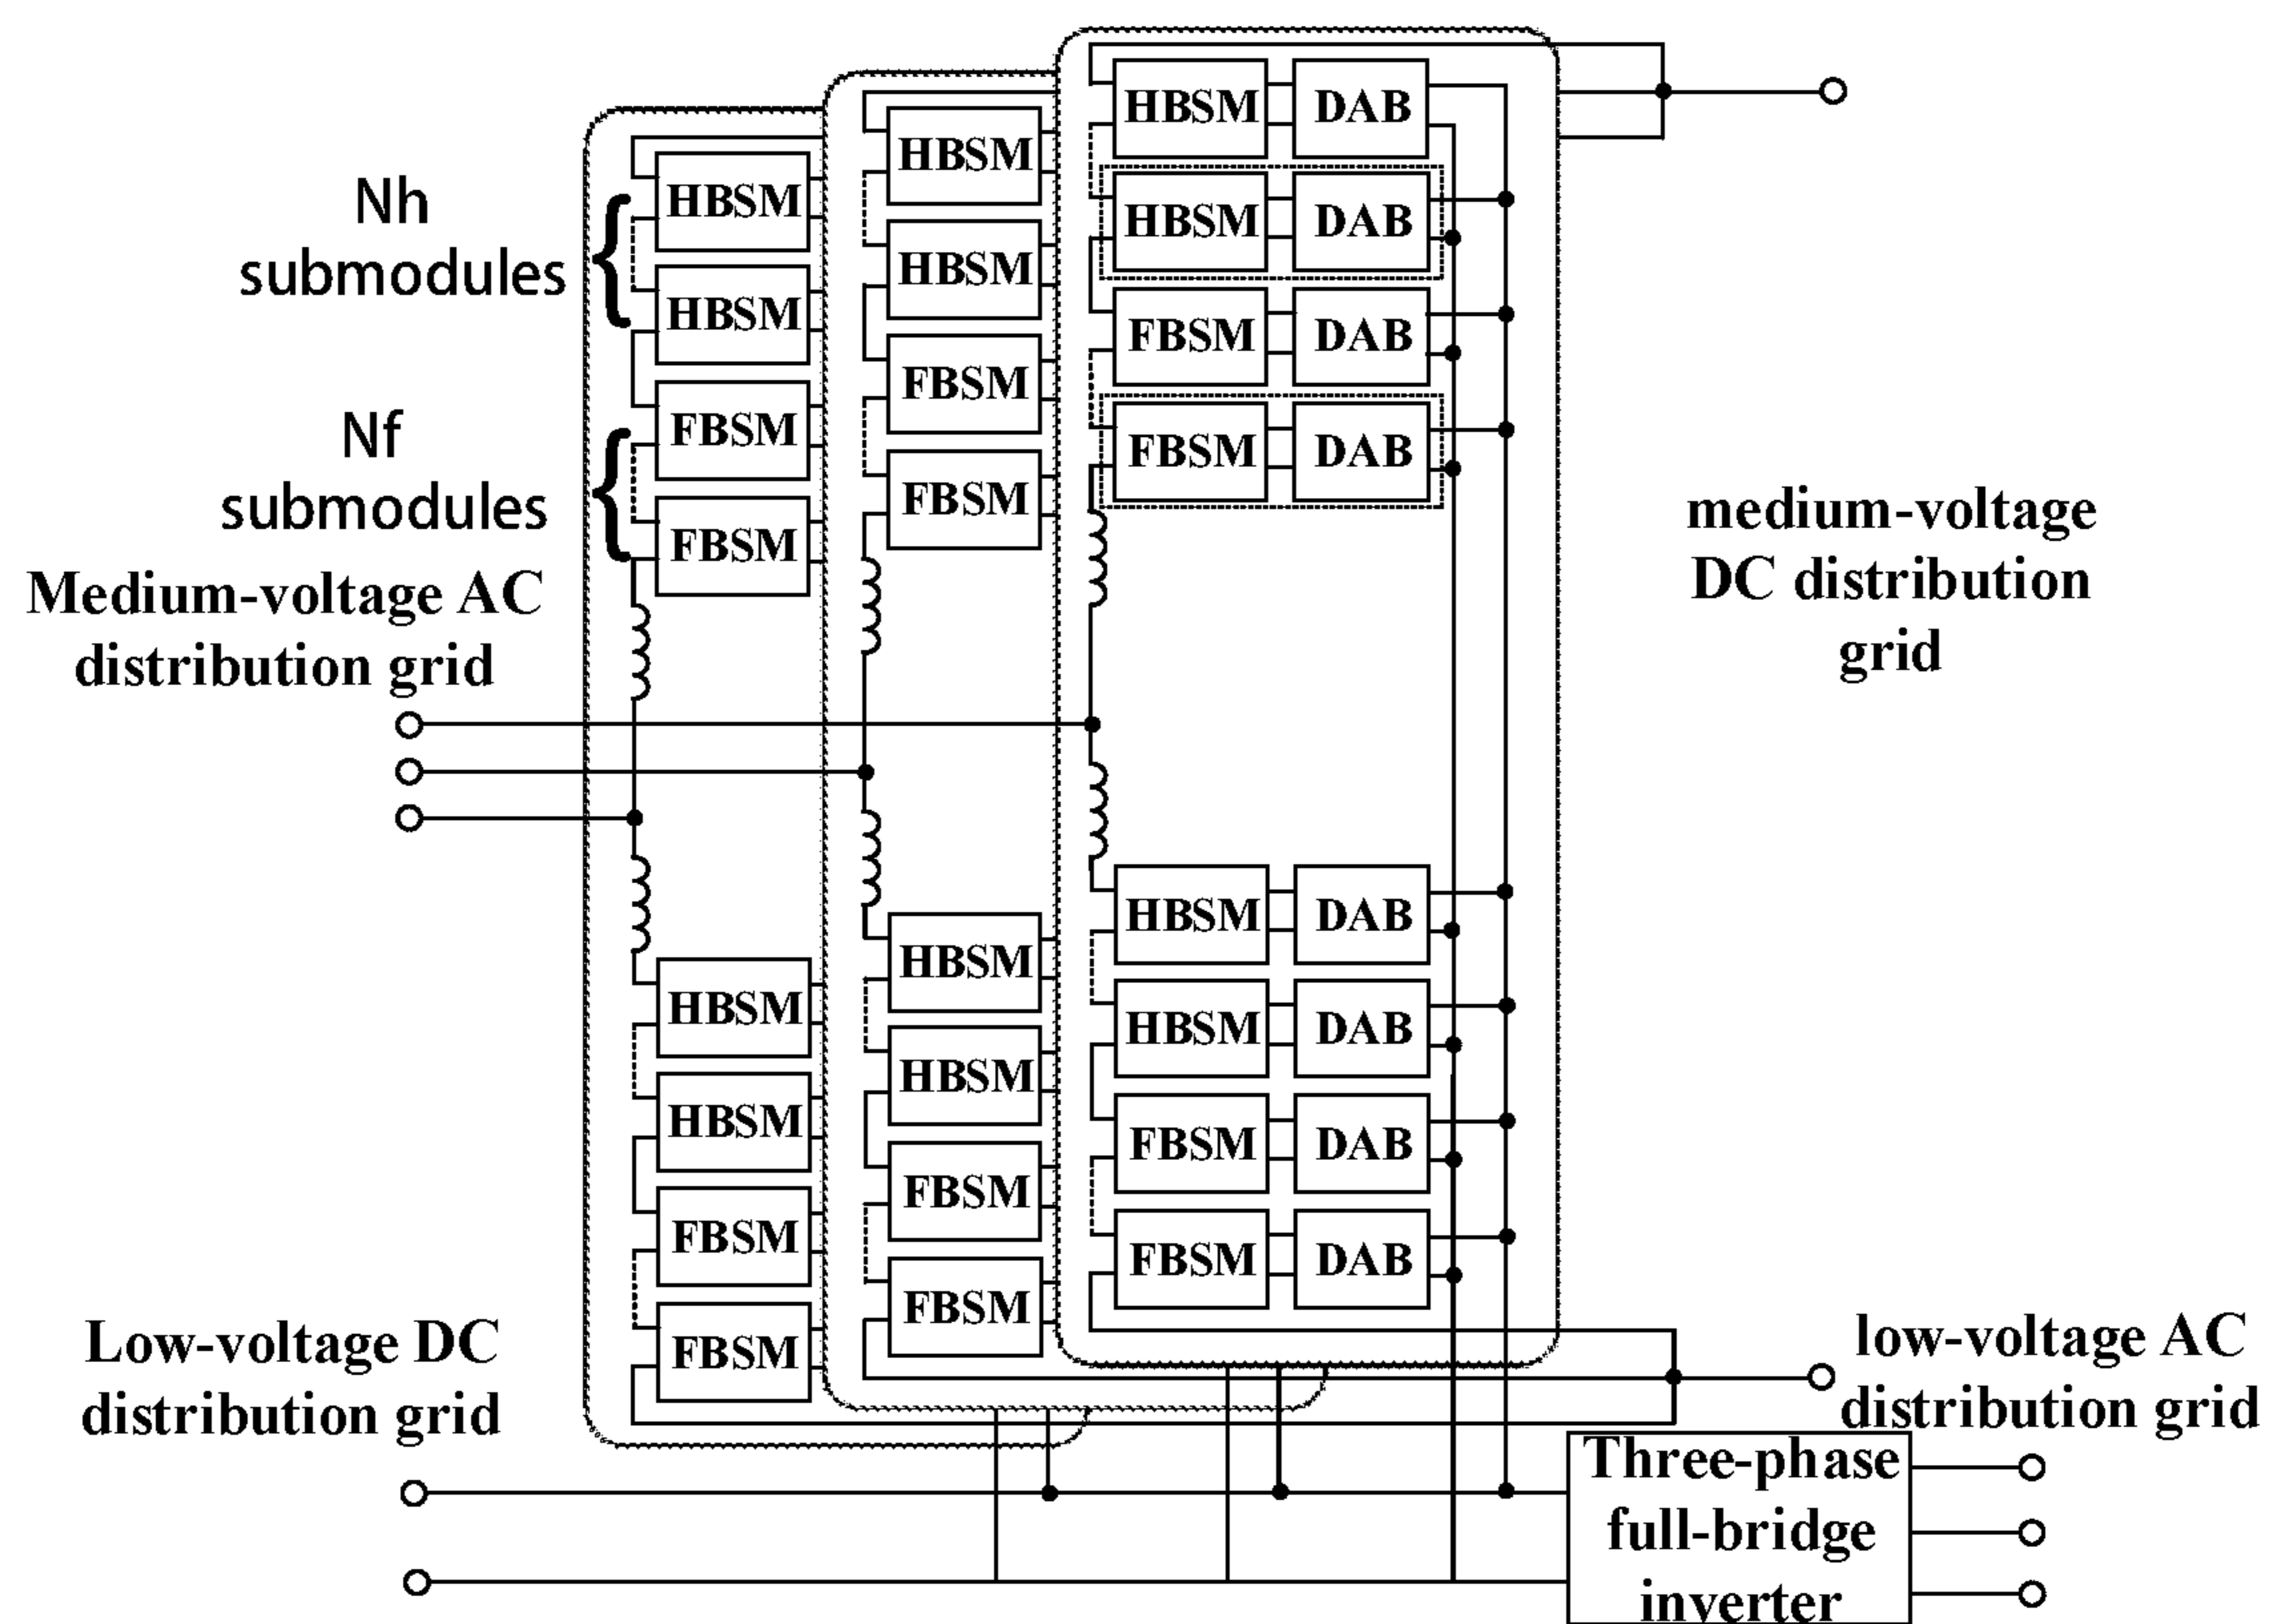 Nh
submodules
Nf
submodules
Medium-voltage AC
distribution grid
Low-voltage DC
distribution grid
HBSM
HBSM
FBSM
FBSM
HBSM
HBSM
FBSM
FBSM
HBSM
HBSM
FBSM
FBSM
HBSM
HBSM
FBSM
FBSM
HBSM DAB
HBSM DAB
FBSM DAB
FBSM DAB
HBSM DAB
HBSM DAB
FBSM DAB
FBSM DAB
medium-voltage
DC distribution
grid
low-voltage AC
distribution grid
Three-phase
full-bridge
inverter